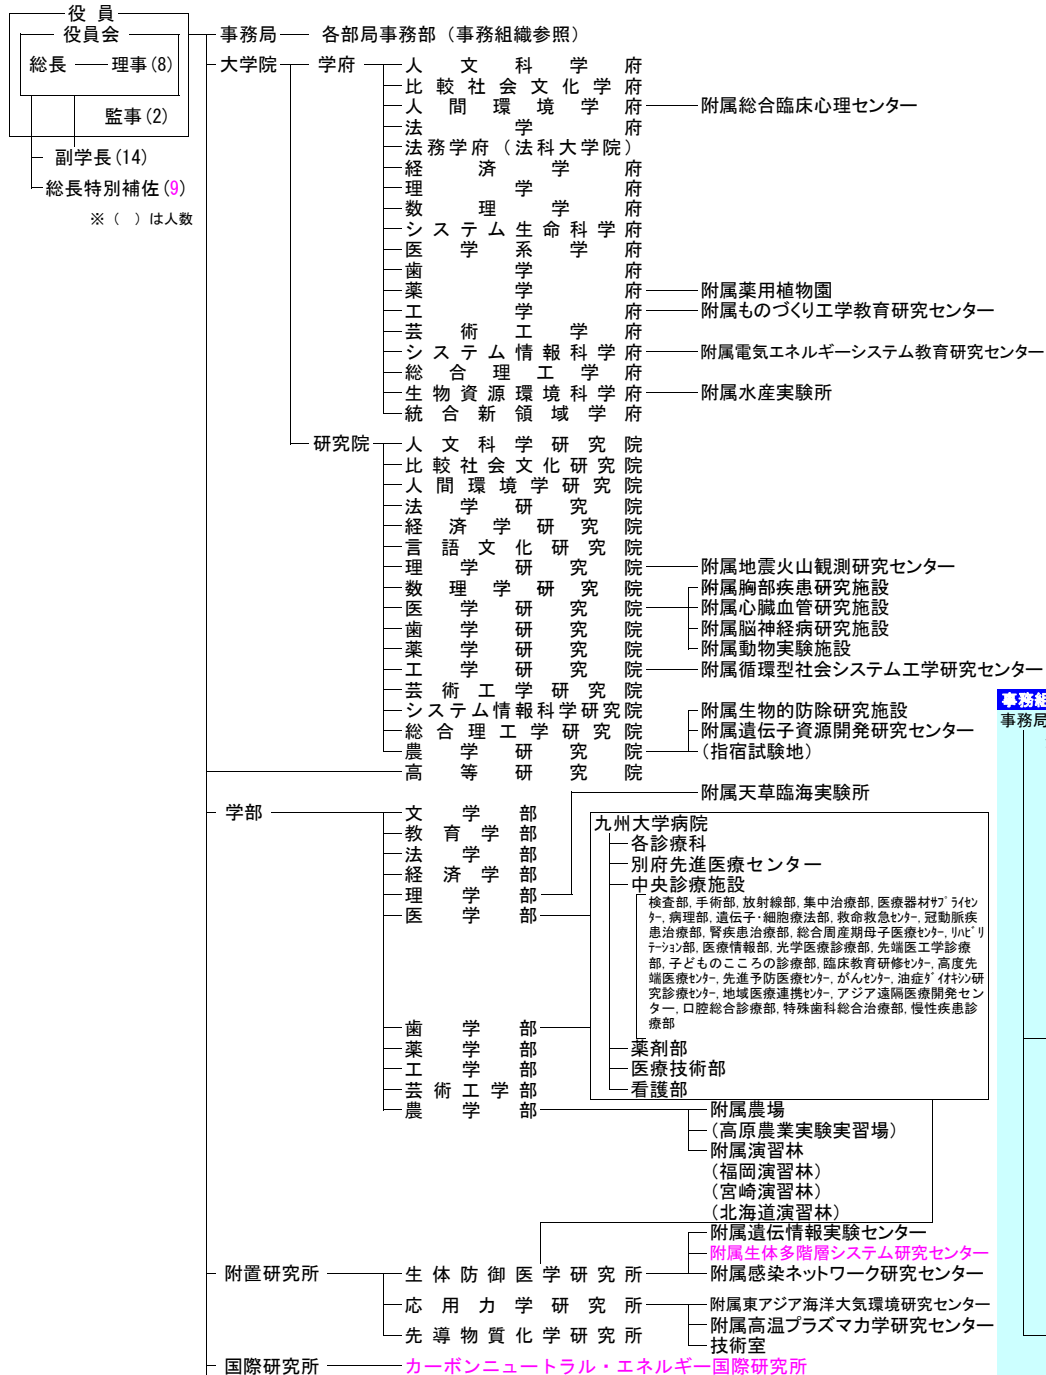 役 員
役員会
総長 理事(8)
監事(2)
副学長(14)
総長特別補佐(9)
※（ ）は人数
事務局 各部局事務部（事務組織参照）
大学院 学府 人文科学府
比較社会文化学府
人間環境学府 附属総合臨床心理センター
法学府
法務学府（法科大学院）
経済学府
理学府
数理学府
システム生命科学府
医学系学府
歯学府
薬学府 附属薬用植物園
工学府 附属ものづくり工学教育研究センター
芸術工学府
システム情報科学府 附属電気エネルギーシステム教育研究センター
総合理工学府
生物資源環境科学府 附属水産実験所
統合新領域学府
研究院 人文科学研究院
比較社会文化研究院
人間環境学研究院
法学研究院
経済学研究院
言語文化研究院
理学研究院 附属地震火山観測研究センター
数理学研究院 附属胸部疾患研究施設
医学研究院 附属心臓血管研究施設
歯学研究院 附属脳神経病研究施設
薬学研究院 附属動物実験施設
工学研究院 附属循環型社会システム工学研究センター
芸術工学研究院
システム情報科学研究院 附属生物的防除研究施設
総合理工学研究院 附属遺伝子資源開発研究センター
農学研究院 (指宿試験地)
高等研究院
附属天草臨海実験所
学部 文学部
教育学部
法学部
経済学部
理学部
医学部
歯学部
薬学部
工学部
芸術工学部
農学部
九州大学病院
各診療科
別府先進医療センター
中央診療施設
検査部, 手術部, 放射線部, 集中治療部, 医療器材ｻﾌﾟﾗｲｾﾝ
ﾀｰ, 病理部, 遺伝子・細胞療法部, 救命救急ｾﾝﾀｰ, 冠動脈疾
患治療部, 腎疾患治療部, 総合周産期母子医療ｾﾝﾀｰ, ﾘﾊﾋﾞﾘ
ﾃｰｼｮﾝ部, 医療情報部, 光学医療診療部, 先端医工学診療
部, 子どものこころの診療部, 臨床教育研修ｾﾝﾀｰ, 高度先
端医療ｾﾝﾀｰ, 先進予防医療ｾﾝﾀｰ, がんｾﾝﾀｰ, 油症ﾀﾞｲｵｷｼﾝ研
究診療ｾﾝﾀｰ, 地域医療連携ｾﾝﾀｰ, アジア遠隔医療開発セン
ター, 口腔総合診療部, 特殊歯科総合治療部, 慢性疾患診
療部
薬剤部
医療技術部
看護部
附属農場
(高原農業実験実習場)
附属演習林
(福岡演習林)
(宮崎演習林)
(北海道演習林)
附属遺伝情報実験センター
附属生体多階層システム研究センター
附置研究所 生体防御医学研究所 附属感染ネットワーク研究センター
応用力学研究所 附属東アジア海洋大気環境研究センター
附属高温プラズマ力学研究センター
先導物質化学研究所 技術室
国際研究所 カーボンニュートラル・エネルギー国際研究所
事務組
事務局